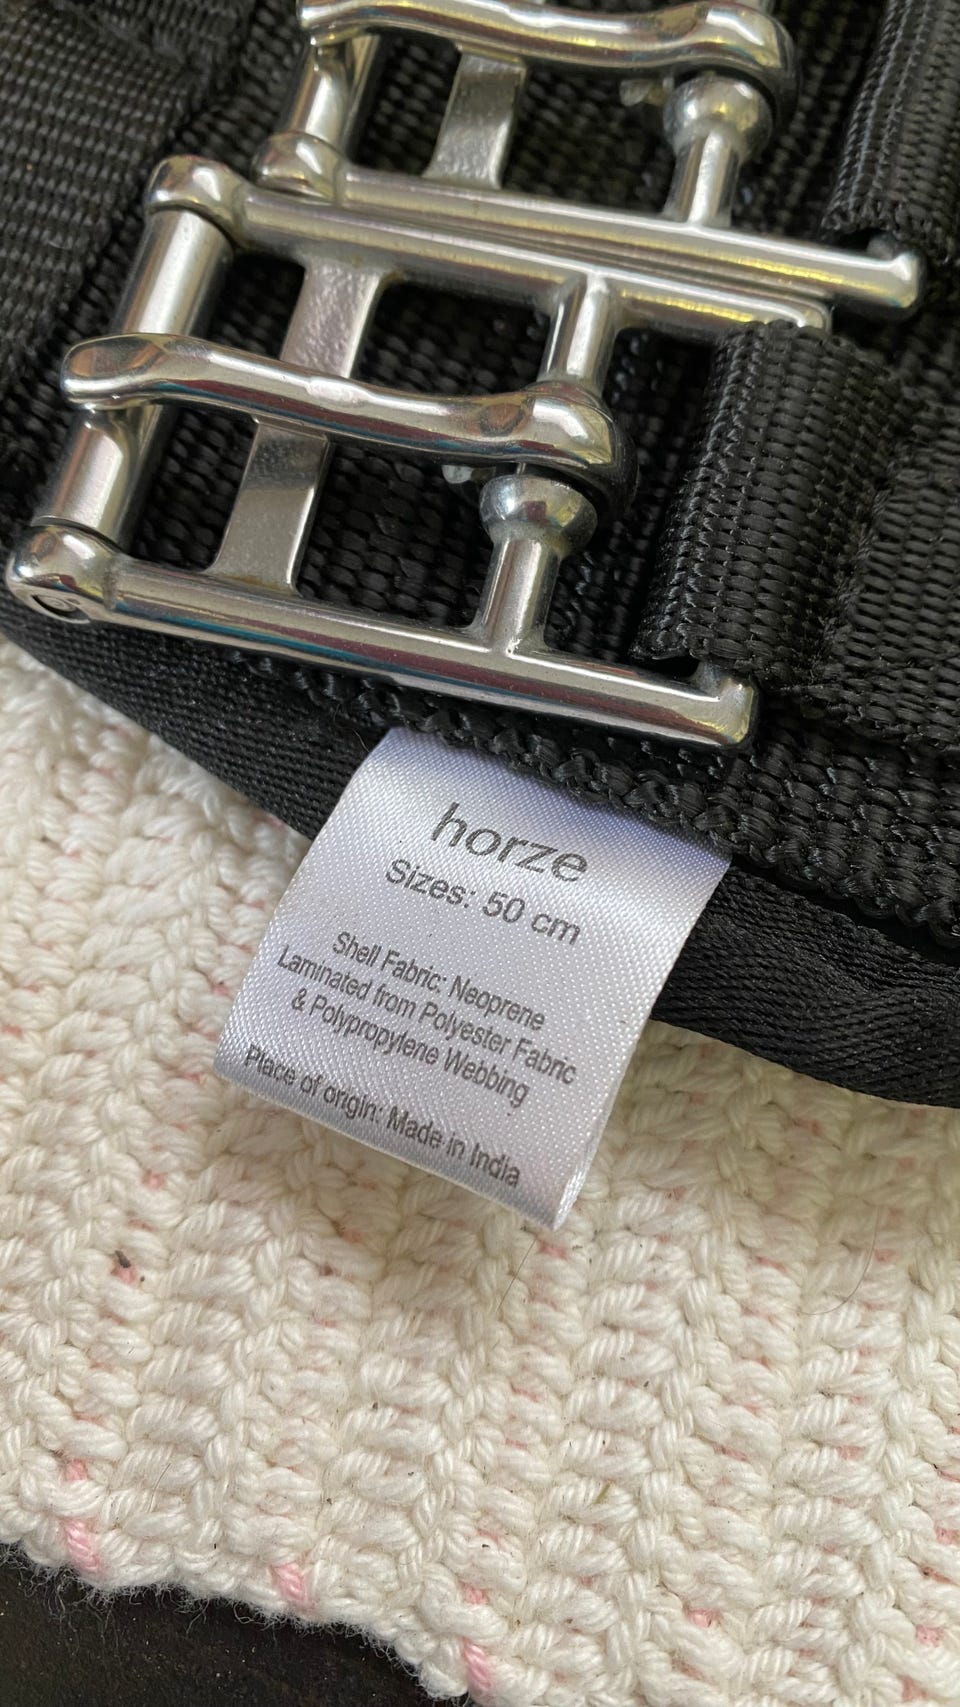 horze
Sizes: 50 cm
Shell Fabric: Neoprene
Laminated from Polyester Fabric
& Polypropylene Webbing
Place of origin: Made in India